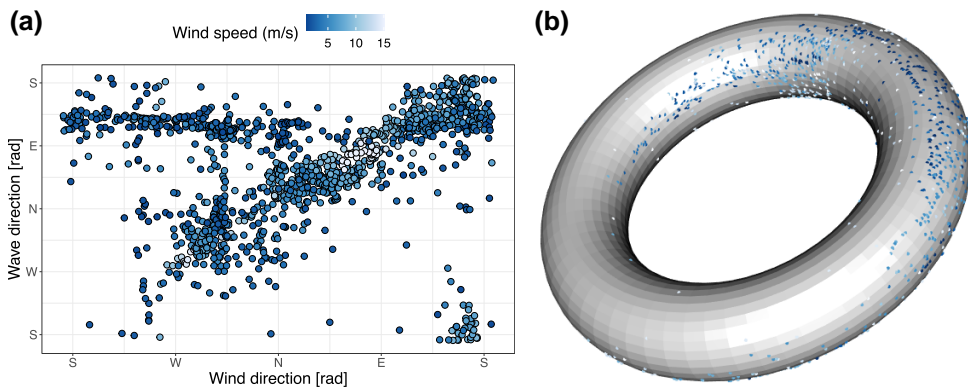 (a)
Wind speed (m/s)
5 10 15
Wave direction [rad]
S
E
N
W
S
S W N E S
Wind direction [rad]
(b)